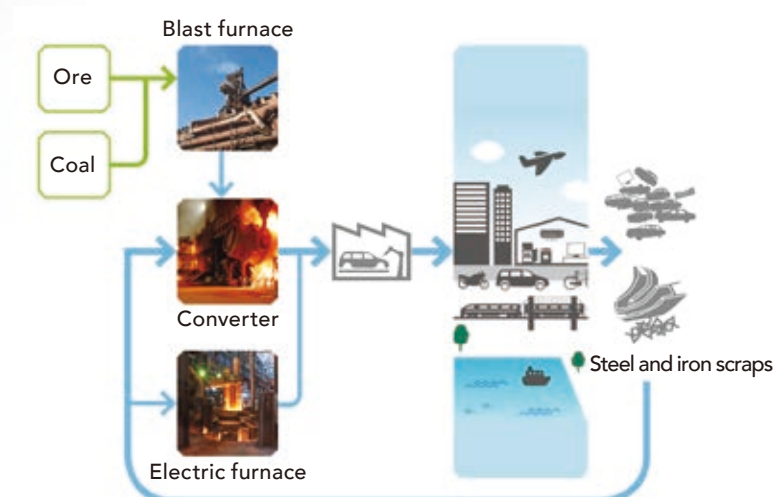 Blast furnace
Ore
Coal
Converter
Steel and iron scraps
Electric furnace